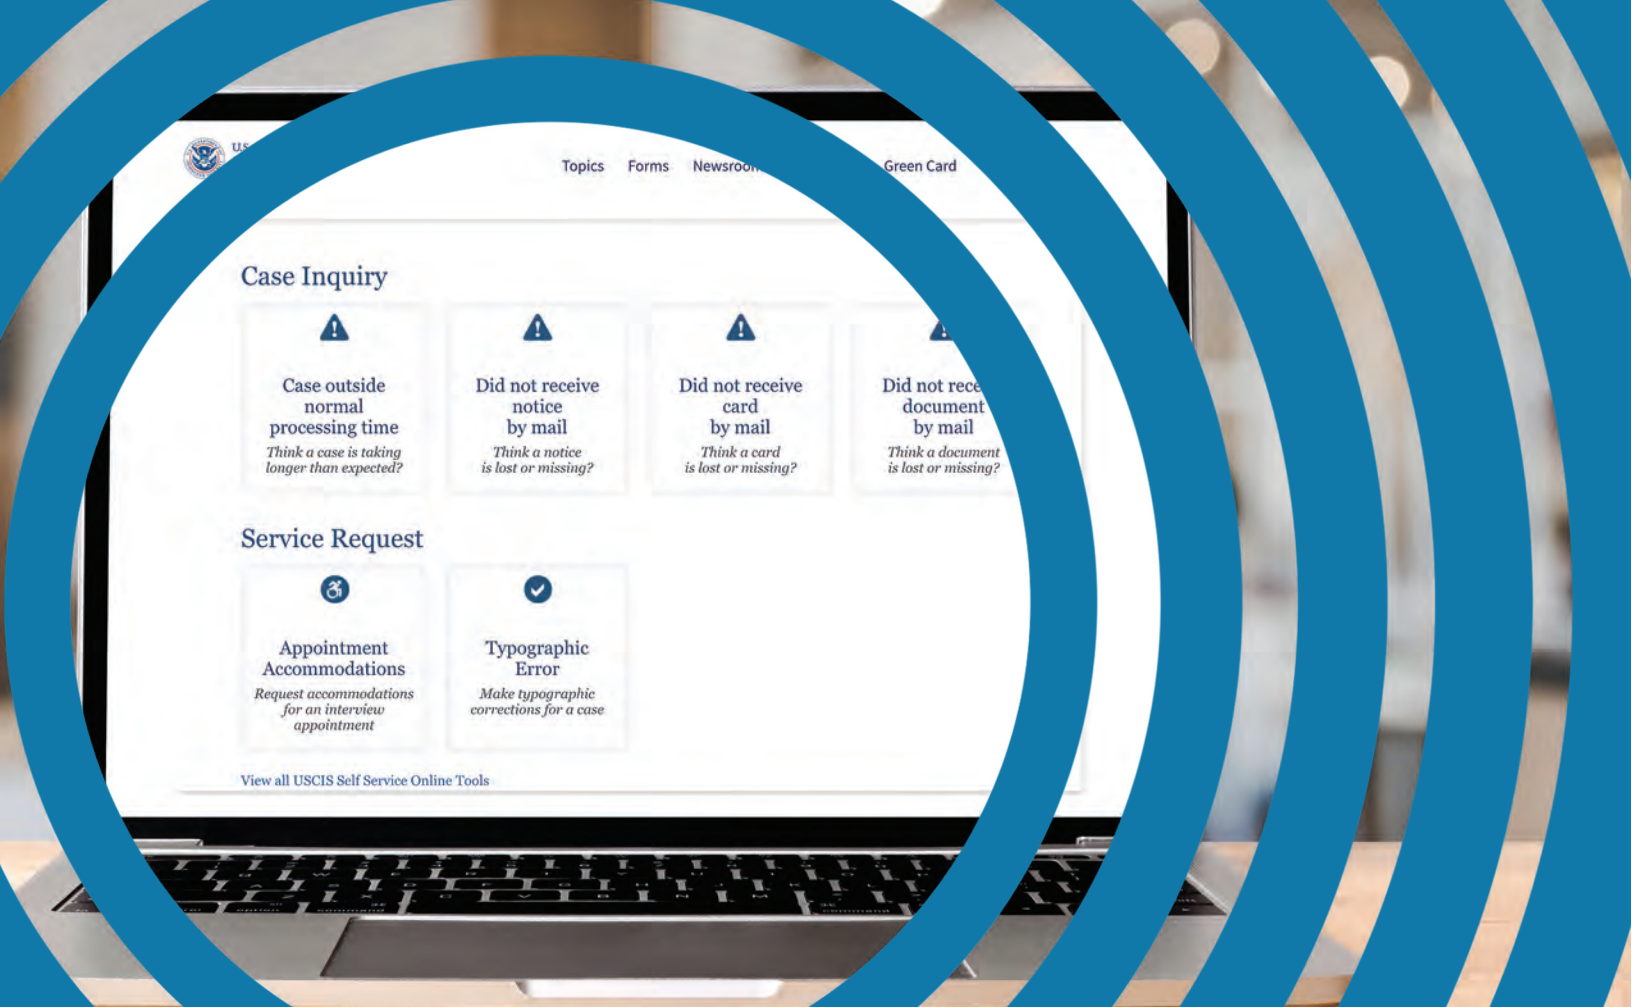 Topics Forms Green Card
Case Inquiry
Case outside
normal
processing time
Think a case is taking
longer than expected?
Did not receive
notice
by mail
Think a notice
is lost or missing?
Did not receive
card
by mail
Think a card
is lost or missing?
Did not
document
by mail
Think a document
is lost or missing?
Service Request
Appointment
Accommodations
Request accommodations
for an interview
appointment
Typographic
Error
Make typographic
corrections for a case
View all USCIS Self Service Online Tools
option command command